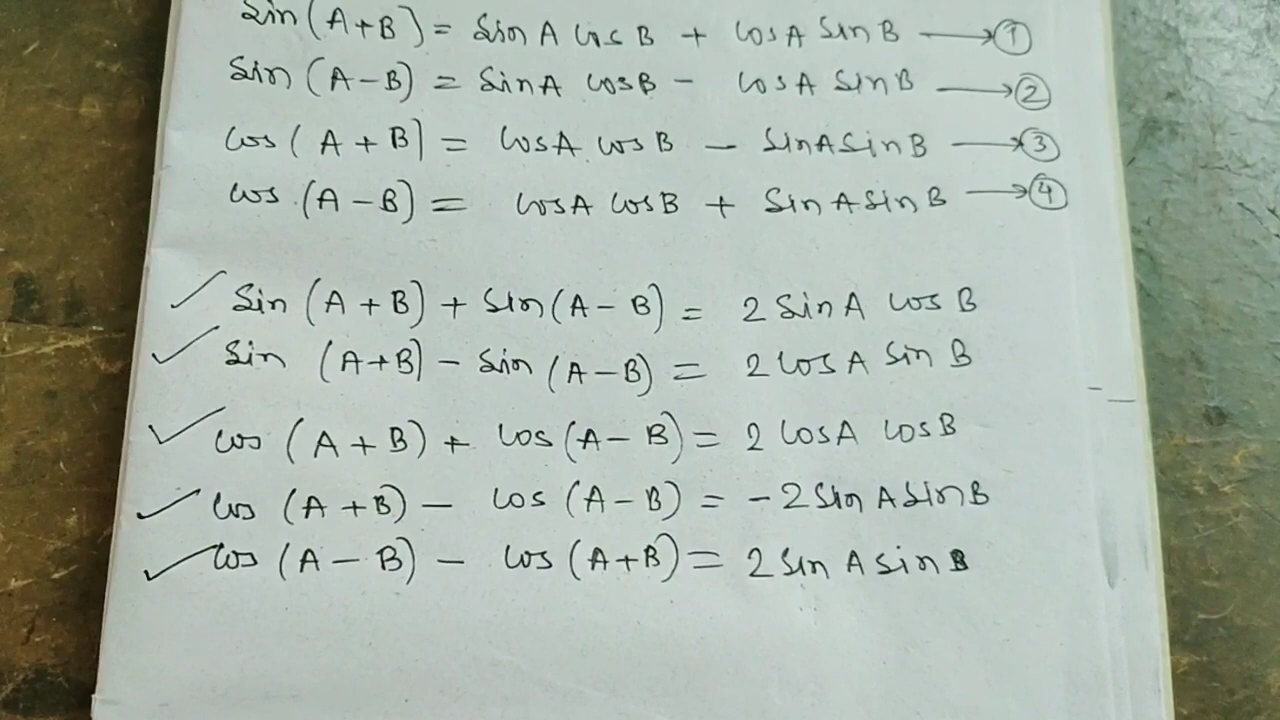 Sin (A+B) = Sin A Cos B + Cos A Sin B → ①
Sin (A-B) = Sin A Cos B - Cos A Sin B → ②
Cos (A+B) = Cos A Cos B - Sin A Sin B → ③
Cos (A-B) = Cos A Cos B + Sin A Sin B → ④
✓ Sin (A+B) + Sin (A-B) = 2 Sin A Cos B
✓ Sin (A+B) - Sin (A-B) = 2 Cos A Sin B
✓ Cos (A+B) + Cos (A-B) = 2 Cos A Cos B
✓ Cos (A+B) - Cos (A-B) = -2 Sin A Sin B
✓ Cos (A-B) - Cos (A+B) = 2 Sin A Sin B